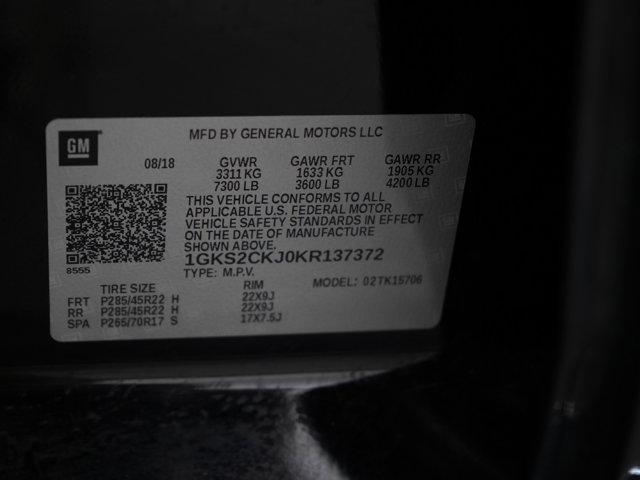 GM
MFD BY GENERAL MOTORS LLC
08/18 GVWR GAWR FRT GAWR RR
3311 KG 1633 KG 1905 KG
7300 LB 3600 LB 4200 LB
THIS VEHICLE CONFORMS TO ALL
APPLICABLE U.S. FEDERAL MOTOR
VEHICLE SAFETY STANDARDS IN EFFECT
ON THE DATE OF MANUFACTURE
SHOWN ABOVE.
8555
1GKS2CKJ0KR137372
TYPE: M.P.V. MODEL: 02TK15706
TIRE SIZE RIM
FRT P285/45R22 H 22X9J
RR P285/45R22 H 22X9J
SPA P265/70R17 S 17X7.5J